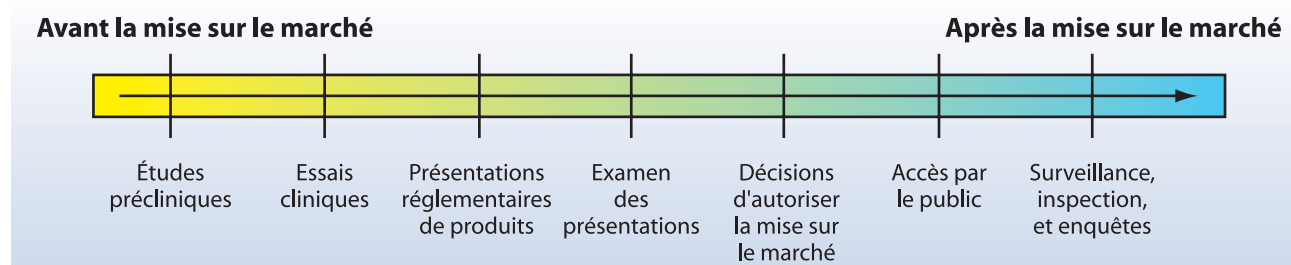 Avant la mise sur le marché
Après la mise sur le marché
Études
précliniques
Essais
cliniques
Présentations
réglementaires
de produits
Examen
des
présentations
Décisions
d'autoriser
la mise sur
le marché
Accès par
le public
Surveillance,
inspection,
et enquêtes